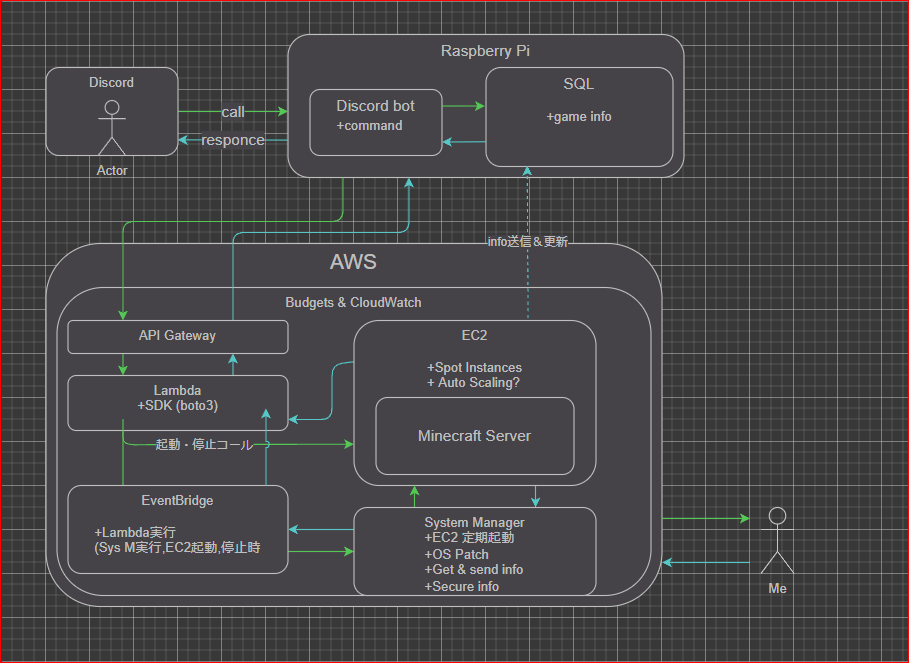 Raspberry Pi
Discord
Actor
call
responce
Discord bot
+command
SQL
+game info
info送信＆更新
AWS
Budgets & CloudWatch
API Gateway
Lambda
+SDK (boto3)
起動・停止コール
EC2
+Spot Instances
+ Auto Scaling?
Minecraft Server
EventBridge
+Lambda実行
(Sys M実行,EC2起動,停止時
System Manager
+EC2 定期起動
+OS Patch
+Get & send info
+Secure info
Me